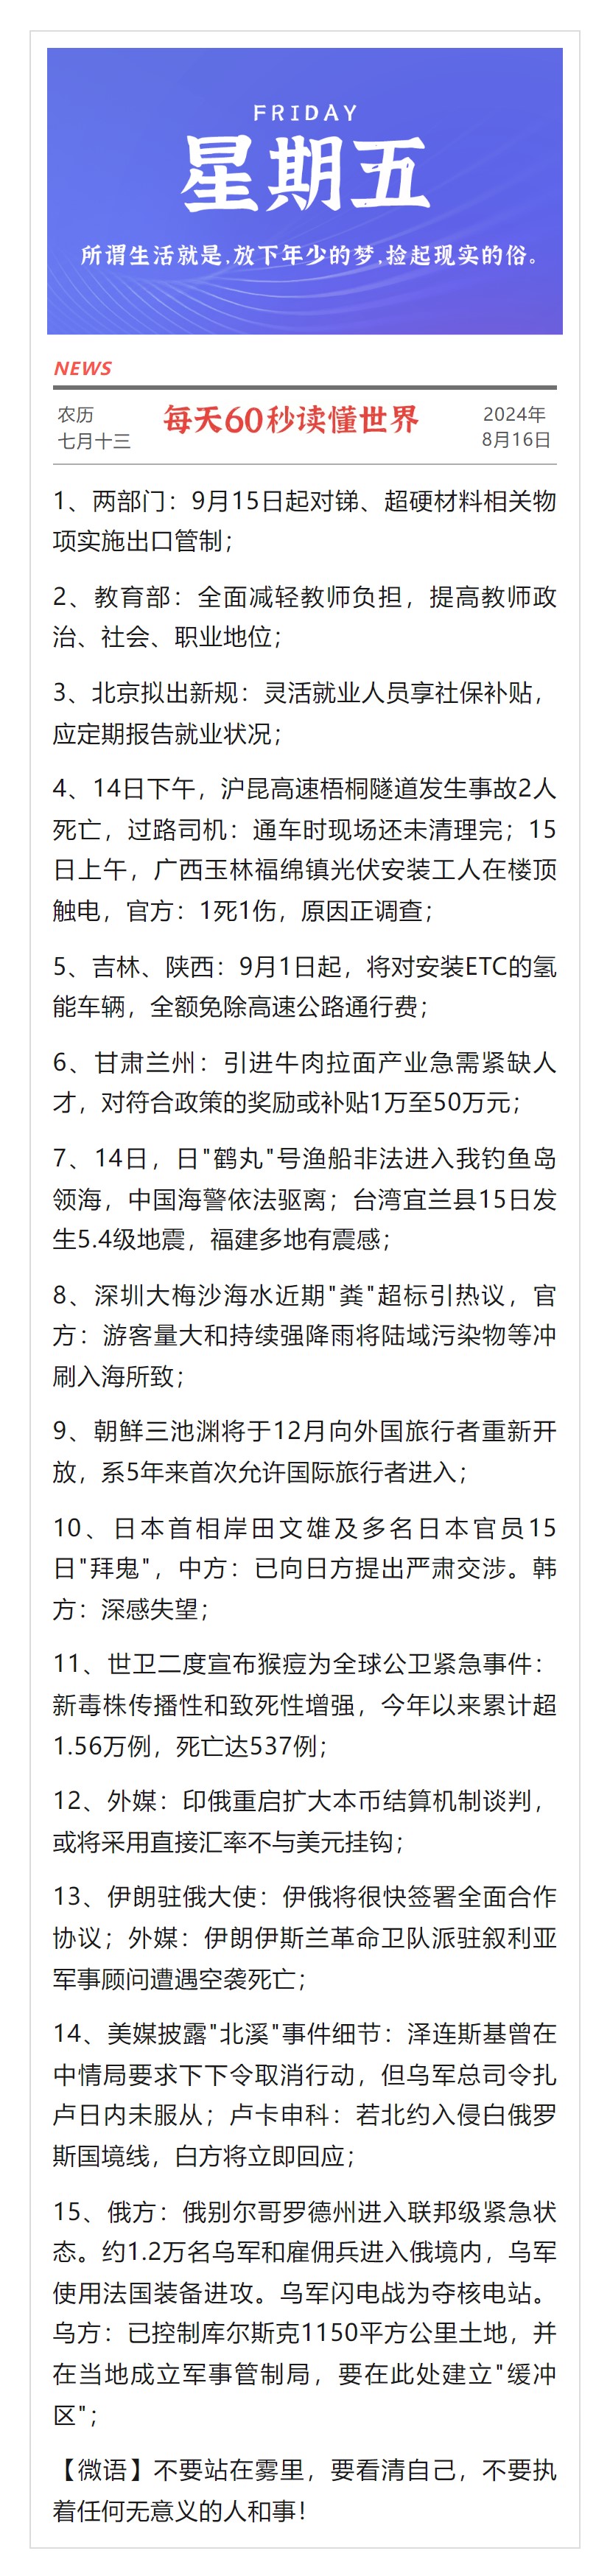 FRIDAY
星期五
所谓生活就是,放下年少的梦,捡起现实的俗。
NEWS
农历
七月十三
每天60秒读懂世界
2024年
8月16日
1、两部门：9月15日起对锑、超硬材料相关物
项实施出口管制；
2、教育部：全面减轻教师负担，提高教师政
治、社会、职业地位；
3、北京拟出新规：灵活就业人员享社保补贴，
应定期报告就业状况；
4、14日下午，沪昆高速梧桐隧道发生事故2人
死亡，过路司机：通车时现场还未清理完；15
日上午，广西玉林福绵镇光伏安装工人在楼顶
触电，官方：1死1伤，原因正调查；
5、吉林、陕西：9月1日起，将对安装ETC的氢
能车辆，全额免除高速公路通行费；
6、甘肃兰州：引进牛肉拉面产业急需紧缺人
才，对符合政策的奖励或补贴1万至50万元；
7、14日，日"鹤丸"号渔船非法进入我钓鱼岛
领海，中国海警依法驱离；台湾宜兰县15日发
生5.4级地震，福建多地有震感；
8、深圳大梅沙海水近期"粪"超标引热议，官
方：游客量大和持续强降雨将陆域污染物等冲
刷入海所致；
9、朝鲜三池渊将于12月向外国旅行者重新开
放，系5年来首次允许国际旅行者进入；
10、日本首相岸田文雄及多名日本官员15
日"拜鬼"，中方：已向日方提出严肃交涉。韩
方：深感失望；
11、世卫二度宣布猴痘为全球公卫紧急事件：
新毒株传播性和致死性增强，今年以来累计超
1.56万例，死亡达537例；
12、外媒：印俄重启扩大本币结算机制谈判，
或将采用直接汇率不与美元挂钩；
13、伊朗驻俄大使：伊俄将很快签署全面合作
协议；外媒：伊朗伊斯兰革命卫队派驻叙利亚
军事顾问遭遇空袭死亡；
14、美媒披露"北溪"事件细节：泽连斯基曾在
中情局要求下下令取消行动，但乌军总司令扎
卢日内未服从；卢卡申科：若北约入侵白俄罗
斯国境线，白方将立即回应；
15、俄方：俄别尔哥罗德州进入联邦级紧急状
态。约1.2万名乌军和雇佣兵进入俄境内，乌军
使用法国装备进攻。乌军闪电战为夺核电站。
乌方：已控制库尔斯克1150平方公里土地，并
在当地成立军事管制局，要在此处建立"缓冲
区"；
【微语】不要站在雾里，要看清自己，不要执
着任何无意义的人和事！